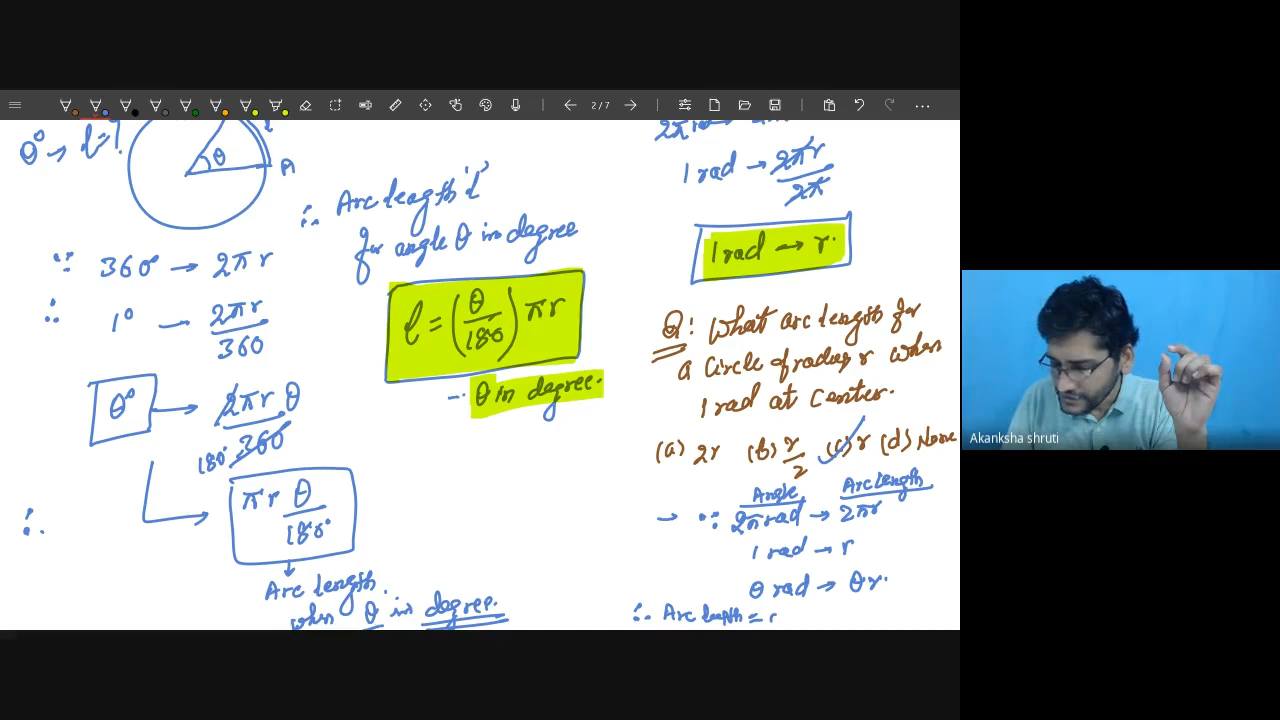 2/7
θ° → l = ?
θ
l
A
∵ 360° → 2πr
∴ 1° → 2πr/360
θ° → 2πr θ / 360
180°
πr θ/180°
∴
Arc length
when θ in degree.
∴ Arc length 'l'
for angle θ in degree
l = (θ/180) πr
-- θ in degree.
1 rad → 2πr/2π
1 rad → r.
Q: What arc length for
a Circle of radius r when
1 rad at Center.
(a) 2r (b) r/2 (c) r (d) None
Angle Arc length
→ ∵ 2π rad → 2πr
1 rad → r
θ rad → θr.
∴ Arc length = r
Akanksha shruti